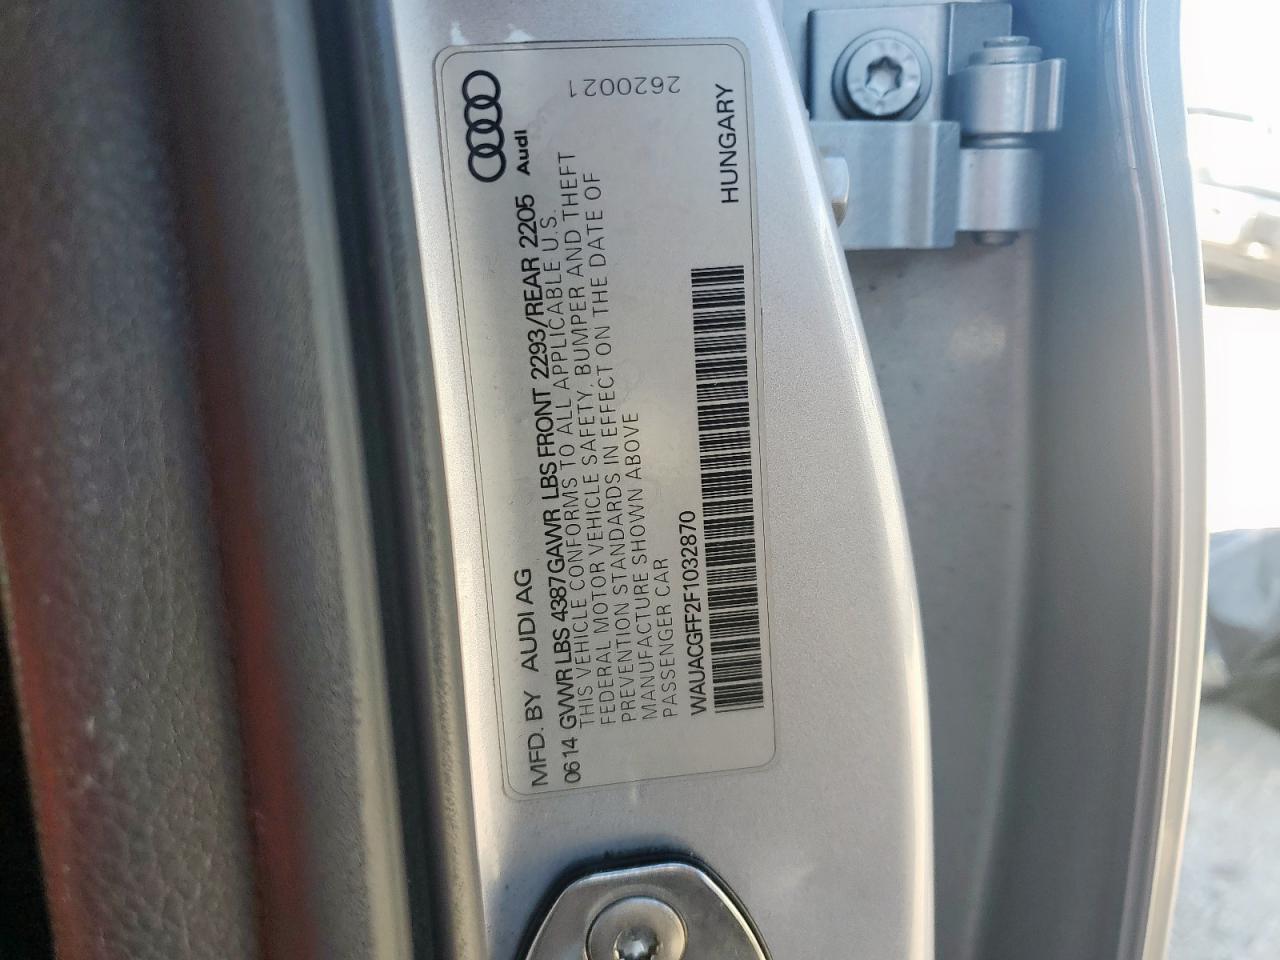 Audi
2620021
MFD. BY AUDI AG
06 14 GVWR LBS 4387 GAWR LBS FRONT 2293/REAR 2205
THIS VEHICLE CONFORMS TO ALL APPLICABLE U.S.
FEDERAL MOTOR VEHICLE SAFETY, BUMPER AND THEFT
PREVENTION STANDARDS IN EFFECT ON THE DATE OF
MANUFACTURE SHOWN ABOVE
PASSENGER CAR
WAUACGFF2F1032870
HUNGARY